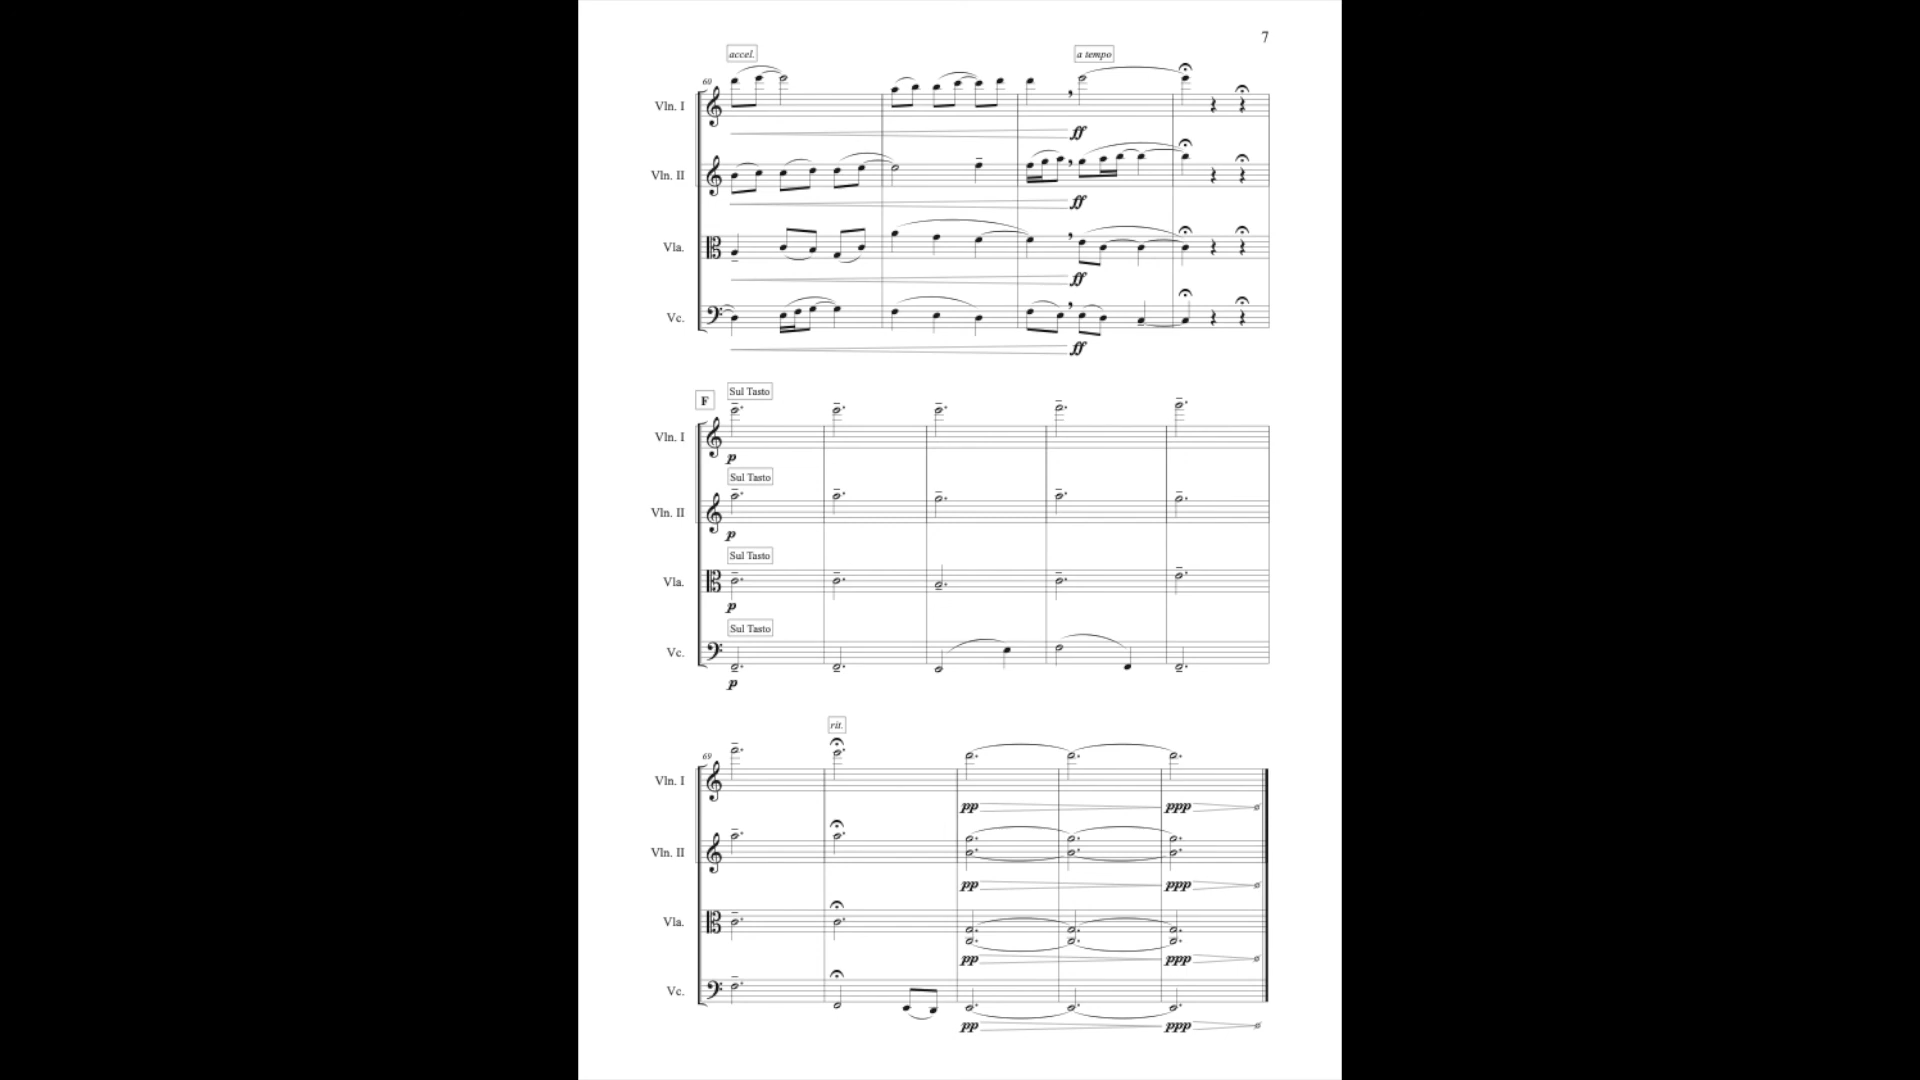 7
accel.
a tempo
60
Vln. I
ff
Vln. II
ff
Vla.
ff
Vc.
ff
F
Sul Tasto
Vln. I
p
Sul Tasto
Vln. II
p
Sul Tasto
Vla.
p
Sul Tasto
Vc.
p
rit.
69
Vln. I
pp ppp
Vln. II
pp ppp
Vla.
pp ppp
Vc.
pp ppp